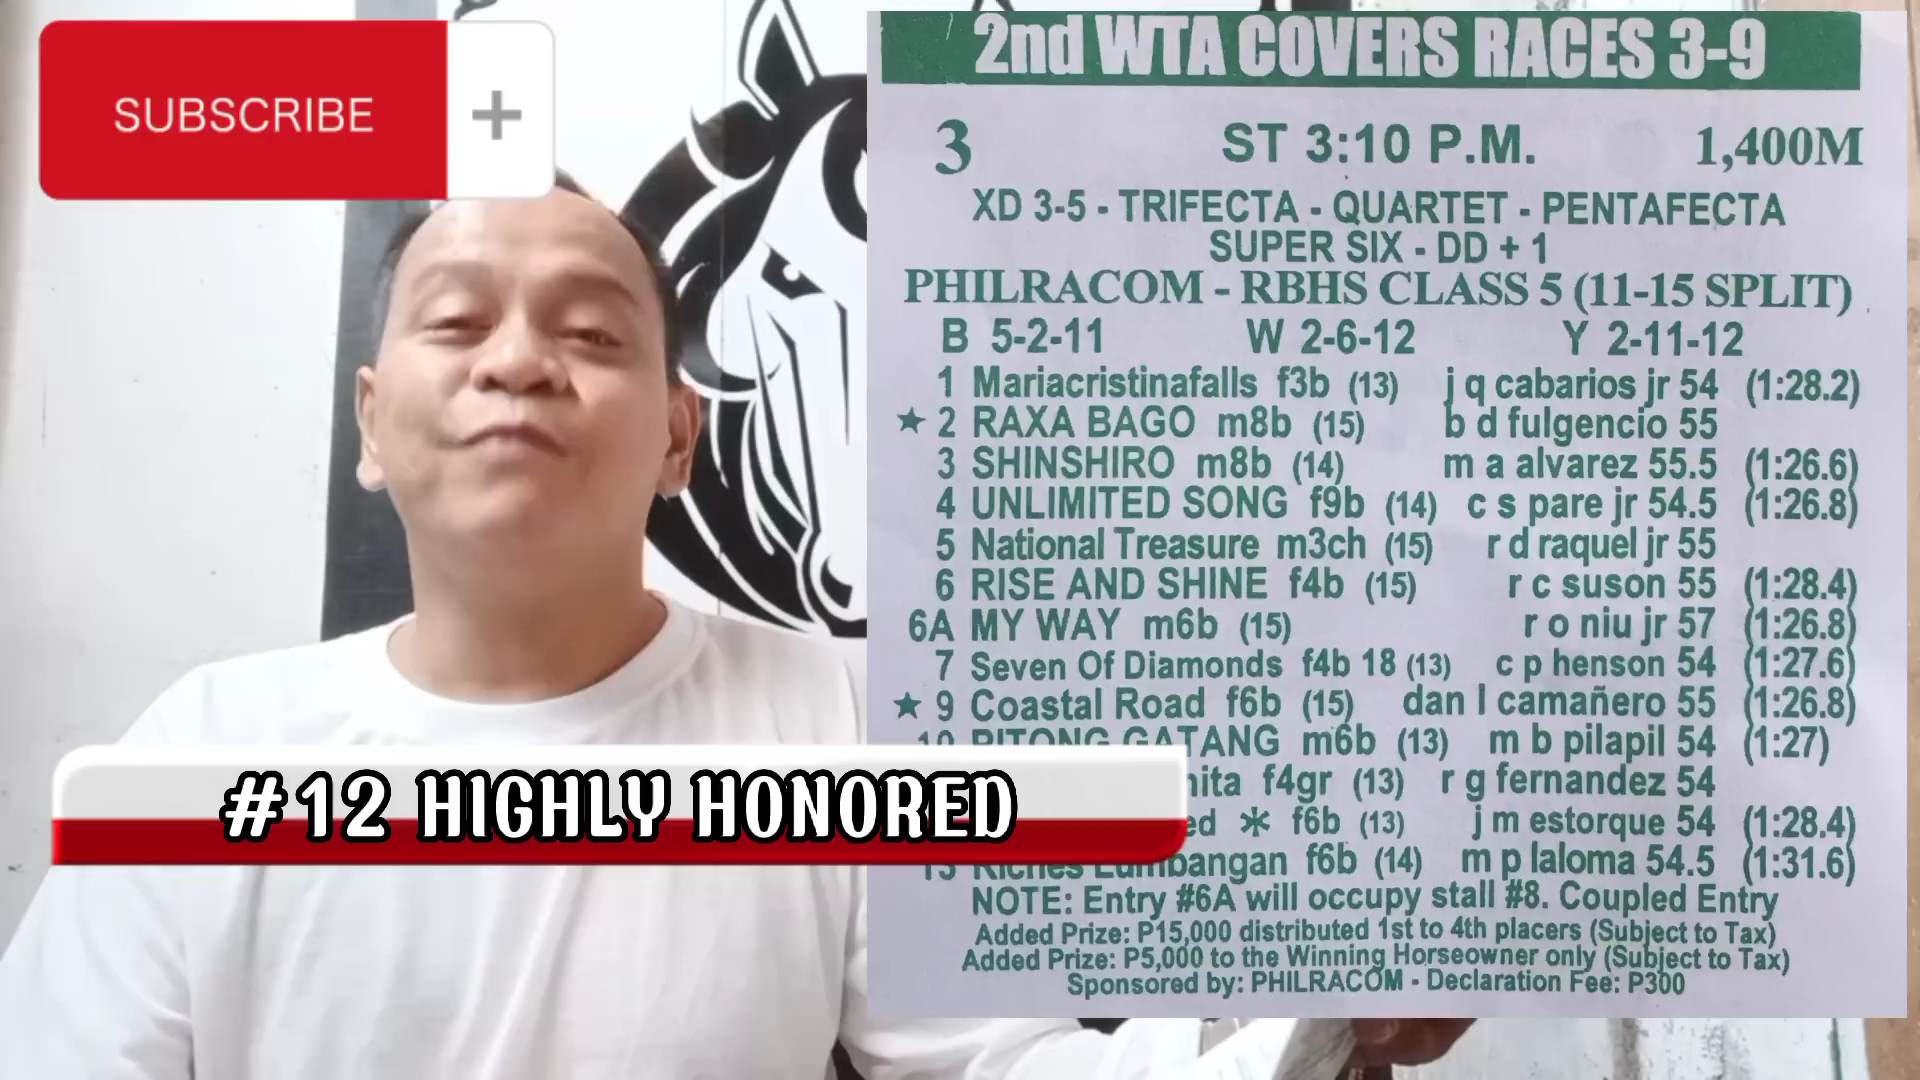 SUBSCRIBE +
2nd WTA COVERS RACES 3-9
3 ST 3:10 P.M. 1,400M
XD 3-5 - TRIFECTA - QUARTET - PENTAFECTA
SUPER SIX - DD + 1
PHILRACOM - RBHS CLASS 5 (11-15 SPLIT)
B 5-2-11 W 2-6-12 Y 2-11-12
1 Mariacristinafalls f3b (13) j q cabarios jr 54 (1:28.2)
★ 2 RAXA BAGO m8b (15) b d fulgencio 55
3 SHINSHIRO m8b (14) m a alvarez 55.5 (1:26.6)
4 UNLIMITED SONG f9b (14) c s pare jr 54.5 (1:26.8)
5 National Treasure m3ch (15) r d raquel jr 55
6 RISE AND SHINE f4b (15) r c suson 55 (1:28.4)
6A MY WAY m6b (15) r o niu jr 57 (1:26.8)
7 Seven Of Diamonds f4b 18 (13) c p henson 54 (1:27.6)
★ 9 Coastal Road f6b (15) dan l camañero 55 (1:26.8)
10 PITONG GATANG m6b (13) m b pilapil 54 (1:27)
nita f4gr (13) r g fernandez 54
ed * f6b (13) j m estorque 54 (1:28.4)
13 Riches Lumbangan f6b (14) m p laloma 54.5 (1:31.6)
NOTE: Entry #6A will occupy stall #8. Coupled Entry
Added Prize: P15,000 distributed 1st to 4th placers (Subject to Tax)
Added Prize: P5,000 to the Winning Horseowner only (Subject to Tax)
Sponsored by: PHILRACOM - Declaration Fee: P300
#12 HIGHLY HONORED